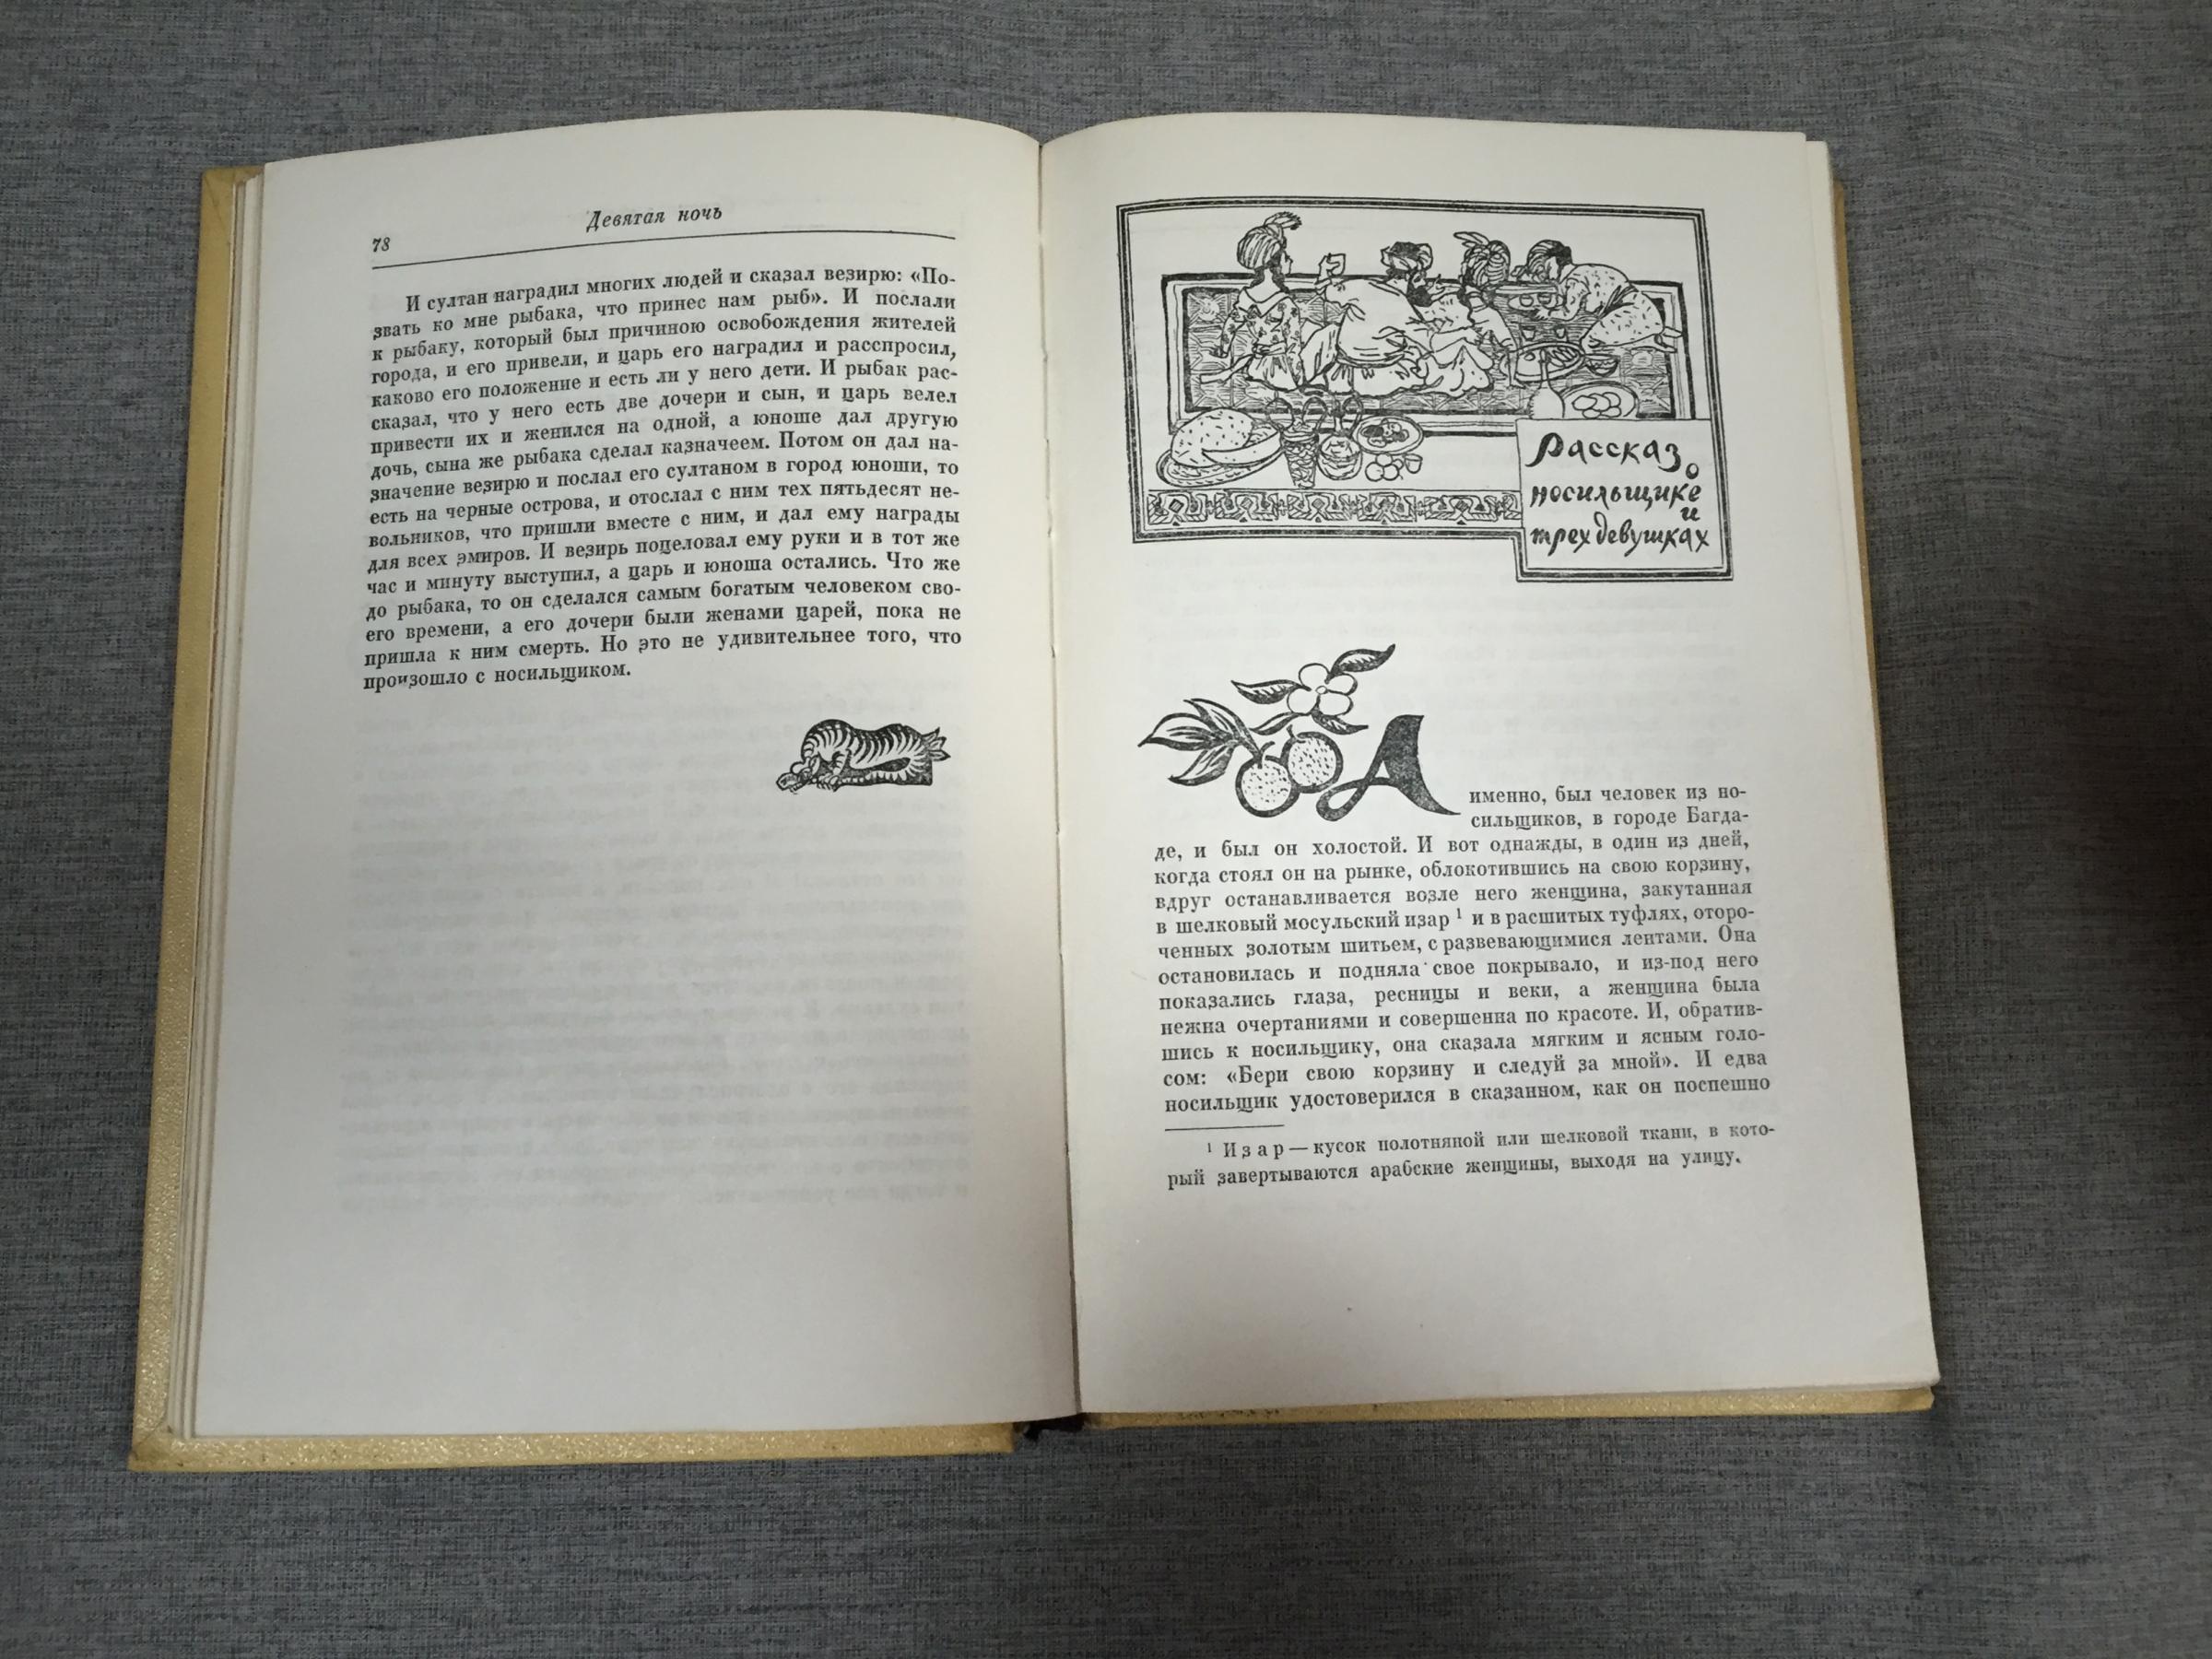 78
Девятая ночь
И султан наградил многих людей и сказал везирю: «По-
звать ко мне рыбака, что принес нам рыб». И послали
к рыбаку, который был причиною освобождения жителей
города, и его привели, и царь его наградил и расспросил,
каково его положение и есть ли у него дети. И рыбак рас-
сказал, что у него есть две дочери и сын, и царь велел
привести их и женился на одной, а юноше дал другую
дочь, сына же рыбака сделал казначеем. Потом он дал на-
значение везирю и послал его султаном в город юноши, то
есть на черные острова, и отослал с ним тех пятьдесят не-
вольников, что пришли вместе с ним, и дал ему награды
для всех эмиров. И везирь поцеловал ему руки и в тот же
час и минуту выступил, а царь и юноша остались. Что же
до рыбака, то он сделался самым богатым человеком сво-
его времени, а его дочери были женами царей, пока не
пришла к ним смерть. Но это не удивительнее того, что
произошло с носильщиком.
Рассказ о
носильщике
и
трех девушках
А именно, был человек из но-
сильщиков, в городе Багда-
де, и был он холостой. И вот однажды, в один из дней,
когда стоял он на рынке, облокотившись на свою корзину,
вдруг останавливается возле него женщина, закутанная
в шелковый мосульский изар ¹ и в расшитых туфлях, оторо-
ченных золотым шитьем, с развевающимися лентами. Она
остановилась и подняла свое покрывало, и из-под него
показались глаза, ресницы и веки, а женщина была
нежна очертаниями и совершенна по красоте. И, обратив-
шись к носильщику, она сказала мягким и ясным голо-
сом: «Бери свою корзину и следуй за мной». И едва
носильщик удостоверился в сказанном, как он поспешно
¹ Изар — кусок полотняной или шелковой ткани, в кото-
рый завертываются арабские женщины, выходя на улицу.